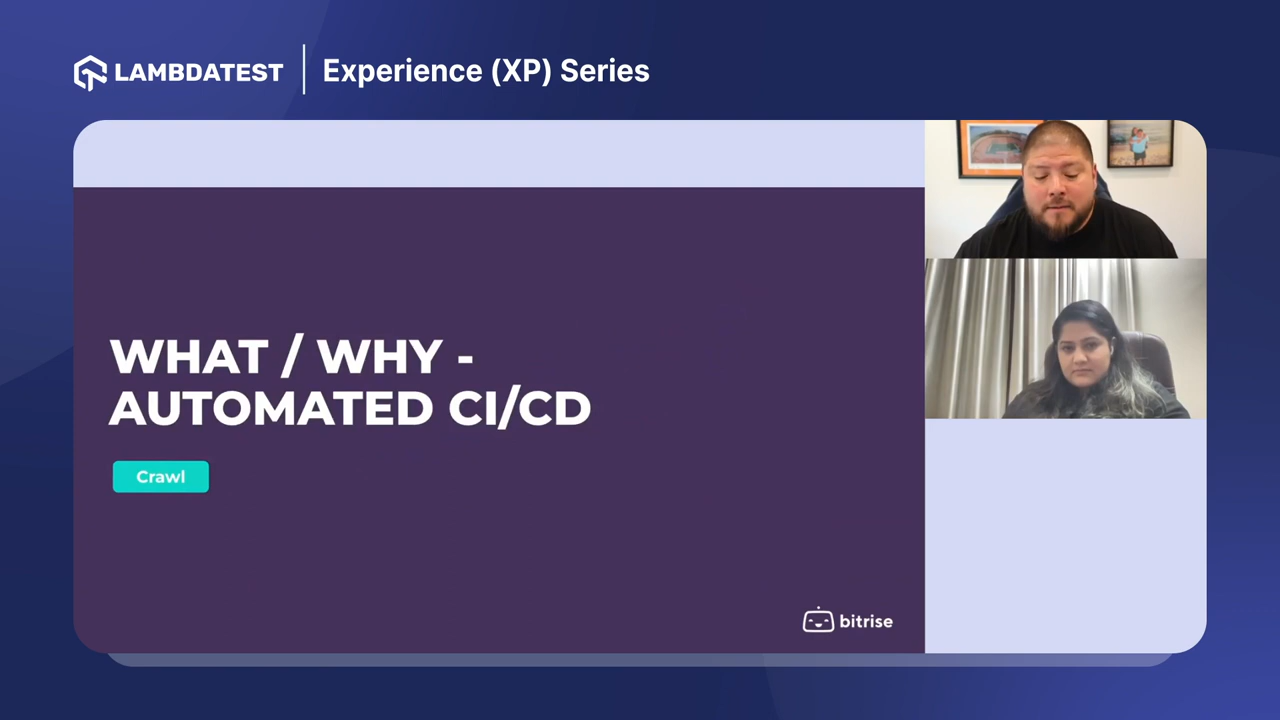 LAMBDATEST
Experience (XP) Series
WHAT / WHY -
AUTOMATED CI/CD
Crawl
bitrise